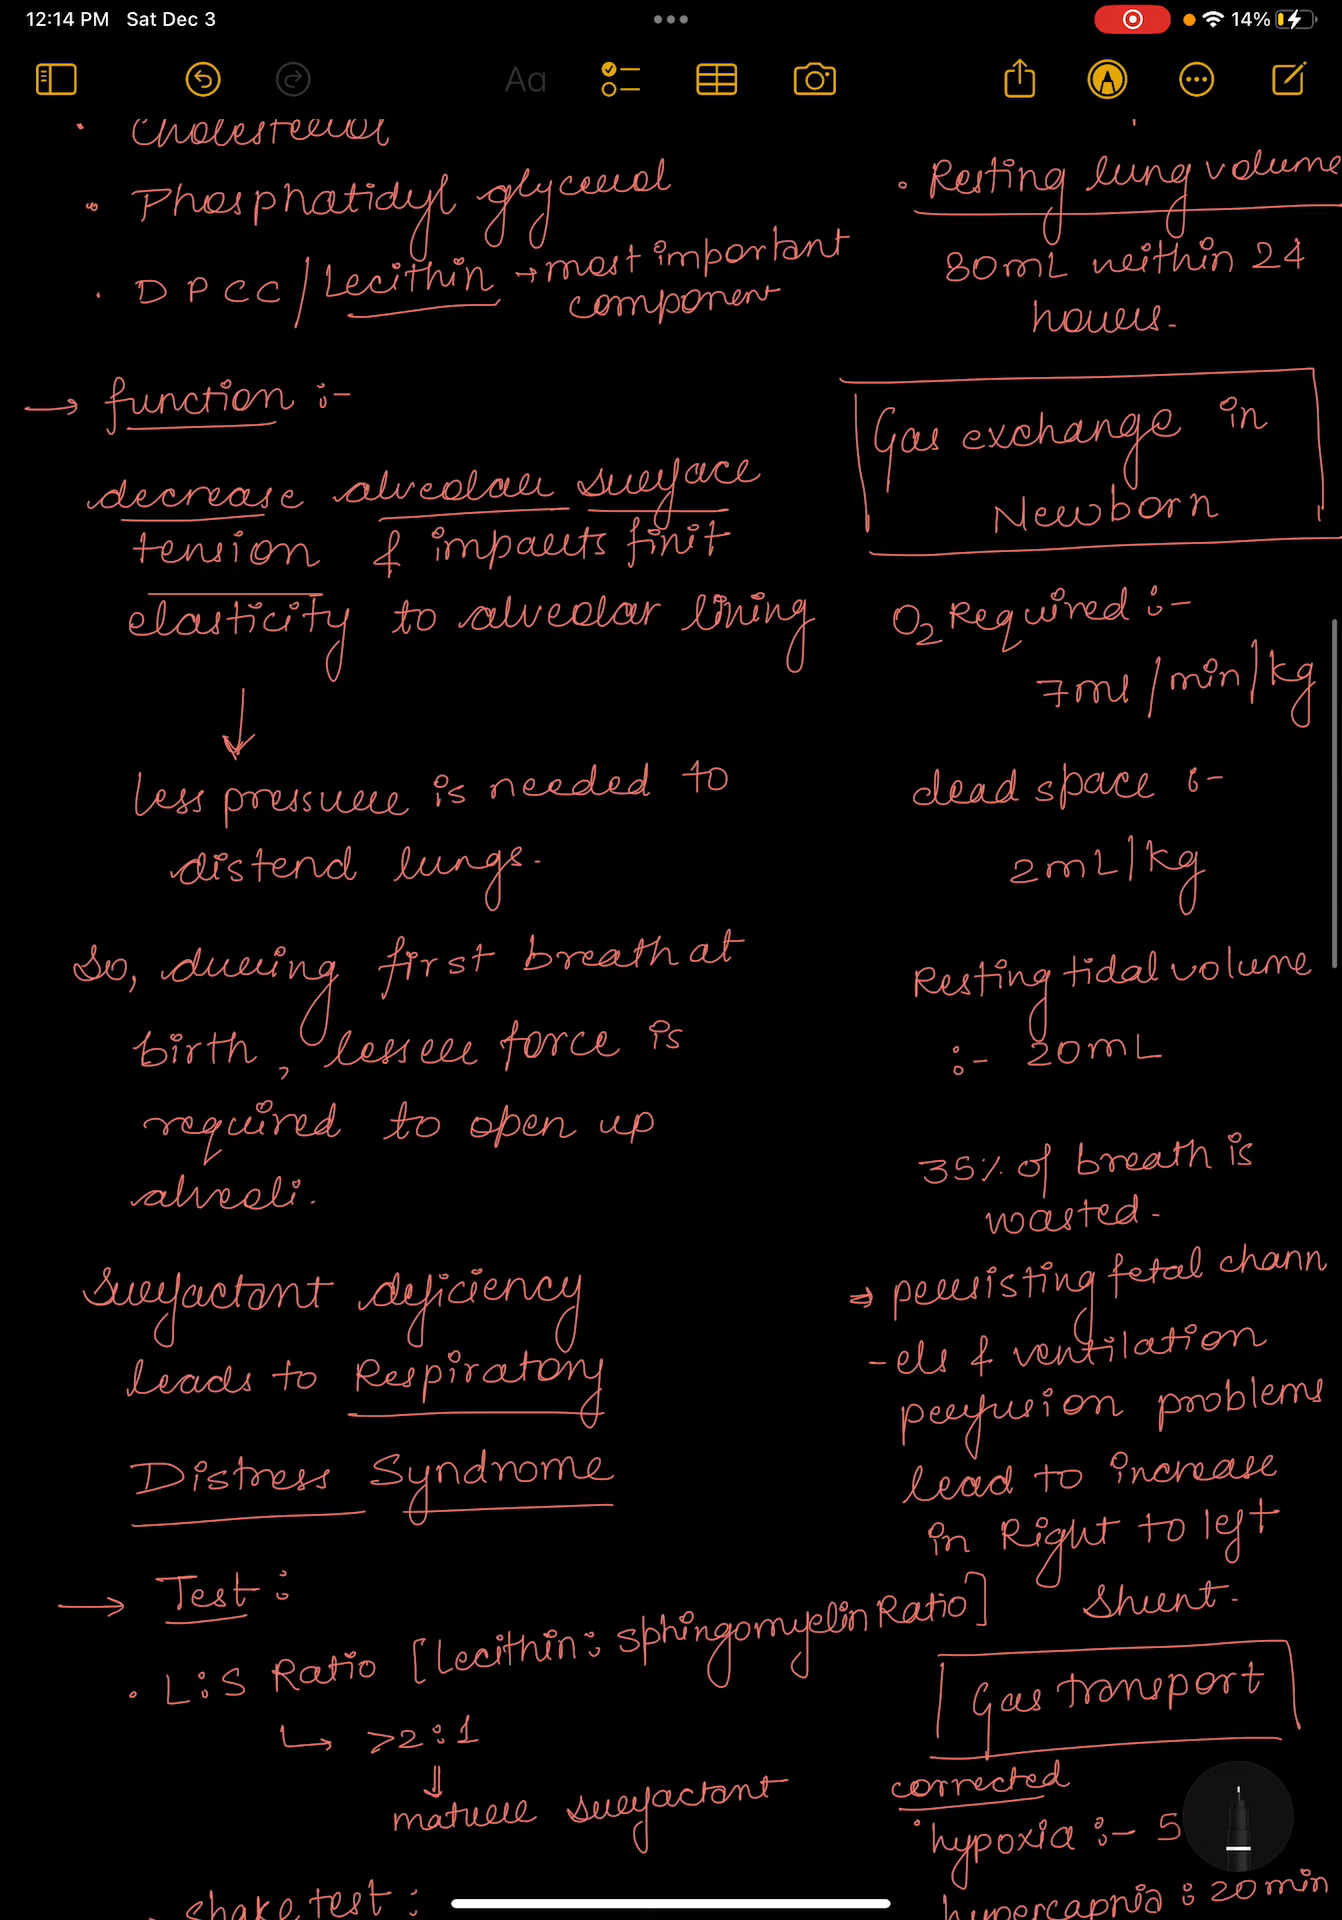 12:14 PM Sat Dec 3
14%
Aa
Cholesterol
• Phosphatidyl glycerol
• DPCC/Lecithin → most important
component
→ function :-
decrease alveolar surface
tension & impacts finit
elasticity to alveolar lining
↓
less pressure is needed to
distend lungs.
So, during first breath at
birth, lesser force is
required to open up
alveoli.
Surfactant deficiency
leads to Respiratory
Distress Syndrome
→ Test :
• L:S Ratio [Lecithin: sphingomyelin Ratio]
↳ >2:1
⇓
mature surfactant
shake test :
• Resting lung volume
80mL within 24
hours.
Gas exchange in
Newborn
O2 Required :-
7ml/min/kg
dead space :-
2mL/kg
Resting tidal volume
:- 20mL
35% of breath is
wasted.
→ persisting fetal chann
-els & ventilation
perfusion problems
lead to increase
in Right to left
shunt.
Gas transport
corrected
• hypoxia :- 5
hypercapnia : 20 min